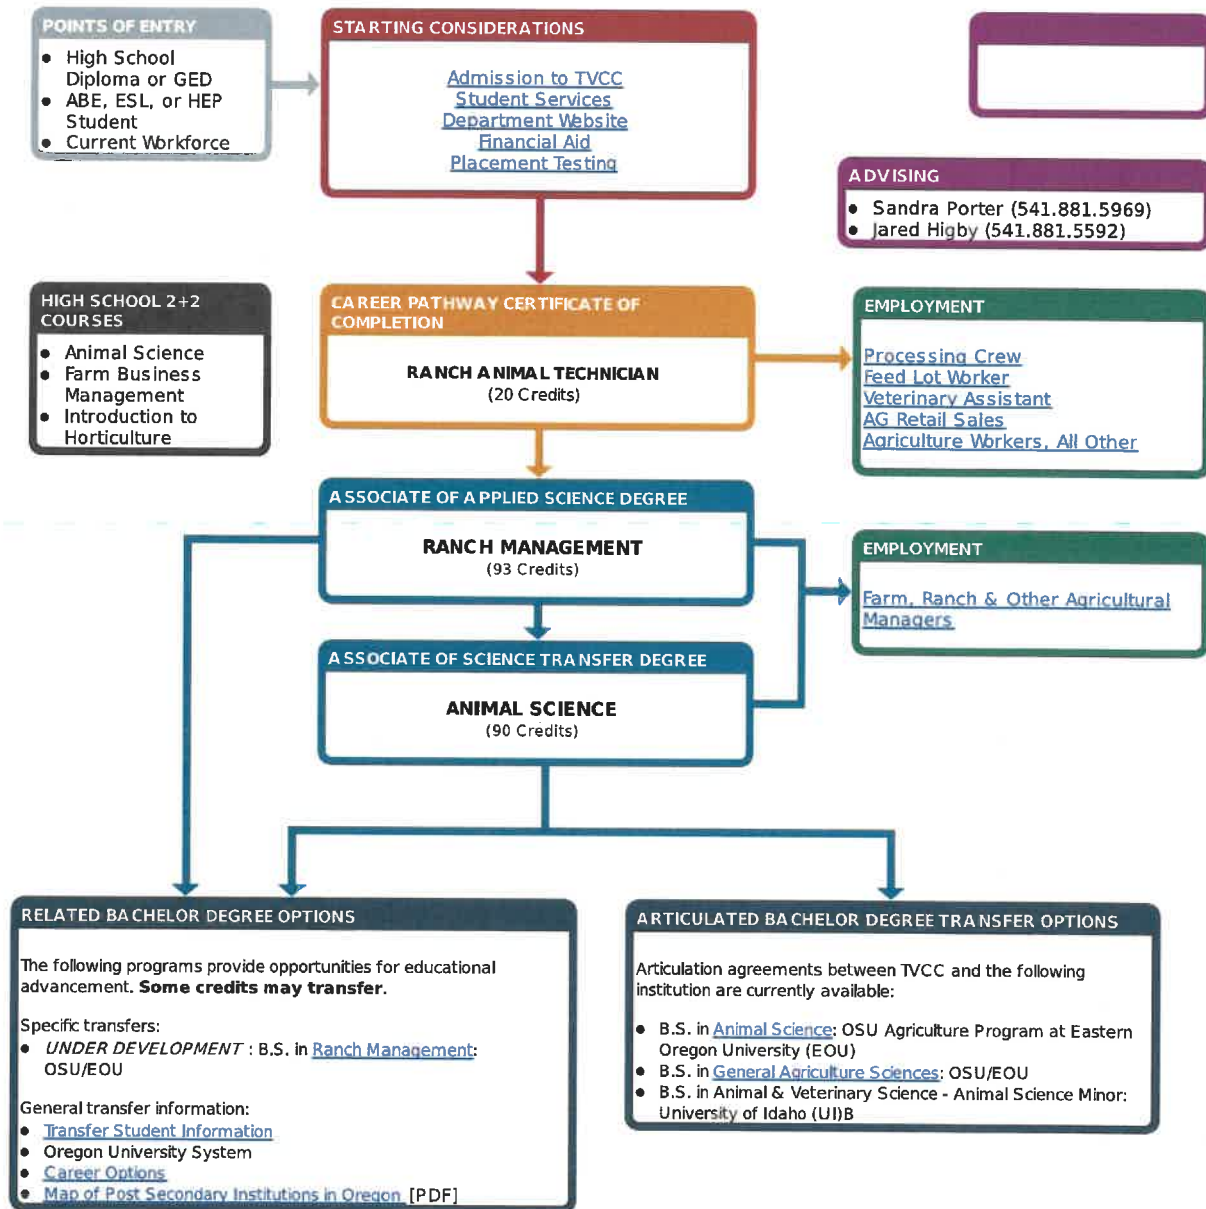 POINTS OF ENTRY
● High School
Diploma or GED
● ABE, ESL, or HEP
Student
● Current Workforce
STARTING CONSIDERATIONS
Admission to TVCC
Student Services
Department Website
Financial Aid
Placement Testing
ADVISING
● Sandra Porter (541.881.5969)
● Jared Higby (541.881.5592)
HIGH SCHOOL 2+2
COURSES
● Animal Science
● Farm Business
Management
● Introduction to
Horticulture
CAREER PATHWAY CERTIFICATE OF
COMPLETION
RANCH ANIMAL TECHNICIAN
(20 Credits)
EMPLOYMENT
Processing Crew
Feed Lot Worker
Veterinary Assistant
AG Retail Sales
Agriculture Workers, All Other
ASSOCIATE OF APPLIED SCIENCE DEGREE
RANCH MANAGEMENT
(93 Credits)
EMPLOYMENT
Farm, Ranch & Other Agricultural
Managers
ASSOCIATE OF SCIENCE TRANSFER DEGREE
ANIMAL SCIENCE
(90 Credits)
RELATED BACHELOR DEGREE OPTIONS
The following programs provide opportunities for educational
advancement. Some credits may transfer.
Specific transfers:
● UNDER DEVELOPMENT : B.S. in Ranch Management:
OSU/EOU
General transfer information:
● Transfer Student Information
● Oregon University System
● Career Options
● Map of Post Secondary Institutions in Oregon [PDF]
ARTICULATED BACHELOR DEGREE TRANSFER OPTIONS
Articulation agreements between TVCC and the following
institution are currently available:
● B.S. in Animal Science: OSU Agriculture Program at Eastern
Oregon University (EOU)
● B.S. in General Agriculture Sciences: OSU/EOU
● B.S. in Animal & Veterinary Science - Animal Science Minor:
University of Idaho (UI)B